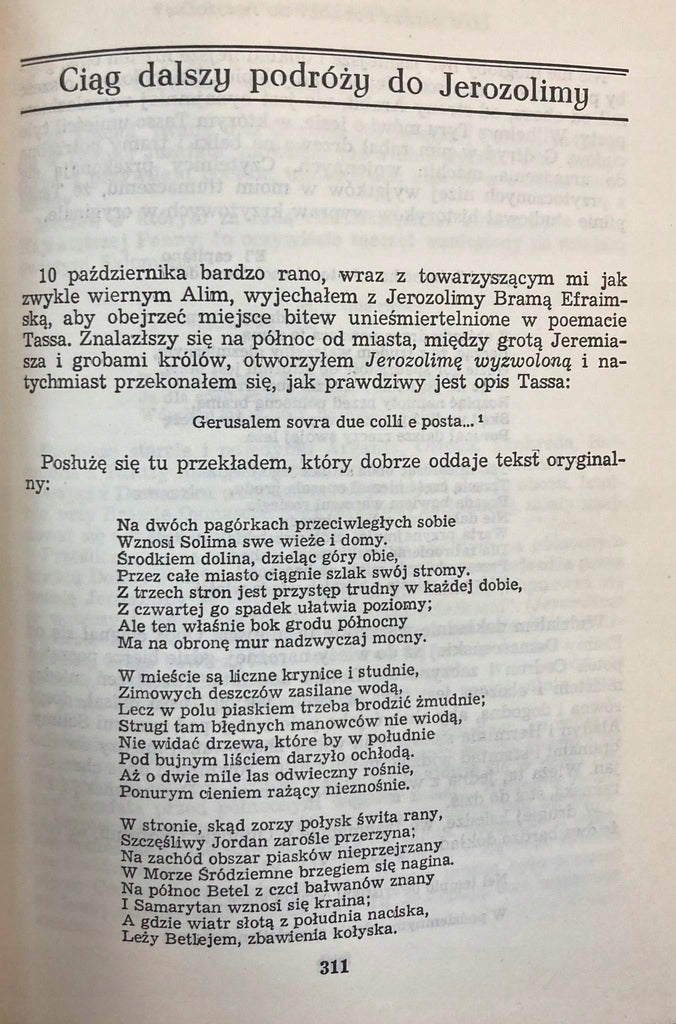 Ciąg dalszy podróży do Jerozolimy
10 października bardzo rano, wraz z towarzyszącym mi jak
zwykle wiernym Alim, wyjechałem z Jerozolimy Bramą Efraim-
ską, aby obejrzeć miejsce bitew unieśmiertelnione w poemacie
Tassa. Znalazłszy się na północ od miasta, między grotą Jeremia-
sza i grobami królów, otworzyłem Jerozolimę wyzwoloną i na-
tychmiast przekonałem się, jak prawdziwy jest opis Tassa:
Gerusalem sovra due colli e posta... ¹
Posłużę się tu przekładem, który dobrze oddaje tekst oryginal-
ny:
Na dwóch pagórkach przeciwległych sobie
Wznosi Solima swe wieże i domy.
Środkiem dolina, dzieląc góry obie,
Przez całe miasto ciągnie szlak swój stromy.
Z trzech stron jest przystęp trudny w każdej dobie,
Z czwartej go spadek ułatwia poziomy;
Ale ten właśnie bok grodu północny
Ma na obronę mur nadzwyczaj mocny.
W mieście są liczne krynice i studnie,
Zimowych deszczów zasilane wodą,
Lecz w polu piaskiem trzeba brodzić żmudnie;
Strugi tam błędnych manowców nie wiodą,
Nie widać drzewa, które by w południe
Pod bujnym liściem darzyło ochłodą.
Aż o dwie mile las odwieczny rośnie,
Ponurym cieniem rażący nieznośnie.
W stronie, skąd zorzy połysk świta rany,
Szczęśliwy Jordan zarośle przerzyna;
Na zachód obszar piasków nieprzejrzany
W Morze Śródziemne brzegiem się nagina.
Na północ Betel z czci bałwanów znany
I Samarytan wznosi się kraina;
A gdzie wiatr słotą z południa naciska,
Leży Betlejem, zbawienia kołyska.
311